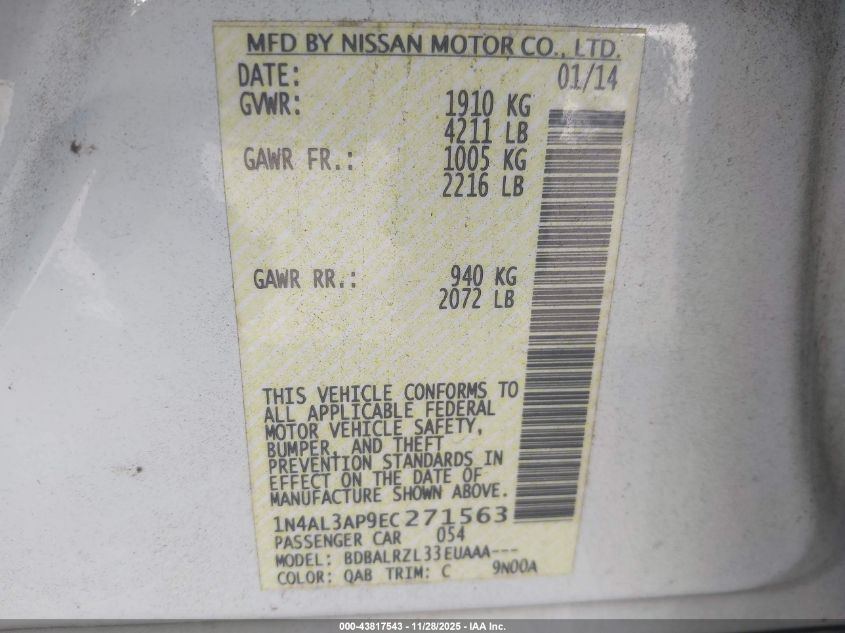 MFD BY NISSAN MOTOR CO., LTD.
DATE: 01/14
GVWR: 1910 KG
4211 LB
GAWR FR.: 1005 KG
2216 LB
GAWR RR.: 940 KG
2072 LB
THIS VEHICLE CONFORMS TO
ALL APPLICABLE FEDERAL
MOTOR VEHICLE SAFETY,
BUMPER, AND THEFT
PREVENTION STANDARDS IN
EFFECT ON THE DATE OF
MANUFACTURE SHOWN ABOVE.
1N4AL3AP9EC271563
PASSENGER CAR 054
MODEL: BDBALRZL33EUAAA---
COLOR: QAB TRIM: C 9N00A
000-43817543 - 11/28/2025 - IAA Inc.